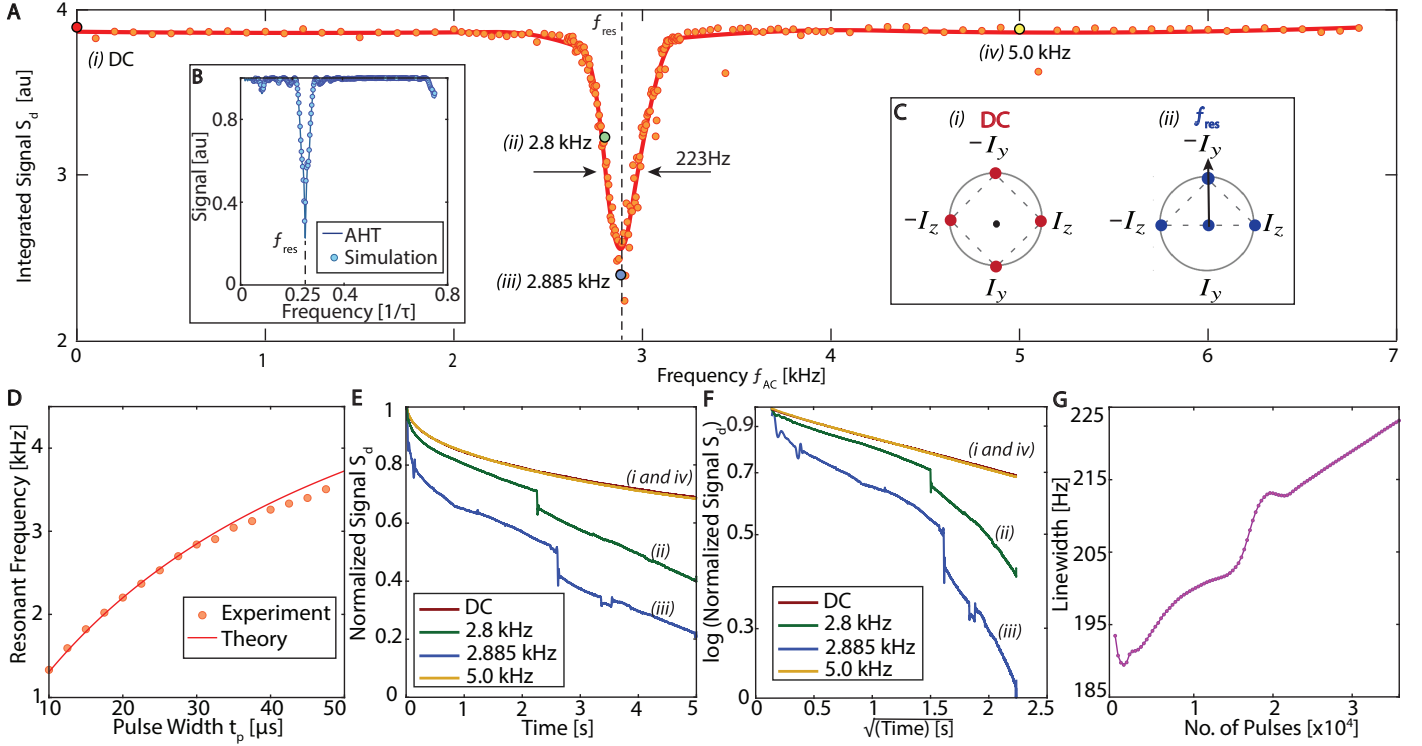 A
4
3
2
Integrated Signal S_d [au]
0
1
2
3
4
5
6
7
Frequency f_AC [kHz]
(i) DC
f_res
(ii) 2.8 kHz
223Hz
(iii) 2.885 kHz
(iv) 5.0 kHz
B
0.8
0.4
0
Signal [au]
0
0.25
0.4
0.8
Frequency [1/τ]
f_res
AHT
Simulation
C
(i) DC
-I_y
-I_z
I_z
I_y
(ii) f_res
-I_y
-I_z
I_z
I_y
D
4
3
2
1
Resonant Frequency [kHz]
10
20
30
40
50
Pulse Width t_p [µs]
Experiment
Theory
E
1
0.8
0.6
0.4
0.2
0
Normalized Signal S_d
0
1
2
3
4
5
Time [s]
(i and iv)
(ii)
(iii)
DC
2.8 kHz
2.885 kHz
5.0 kHz
F
0.9
0.7
0.5
0.3
0
log (Normalized Signal S_d)
0
0.5
1
1.5
2
2.5
√(Time) [s]
(i and iv)
(ii)
(iii)
DC
2.8 kHz
2.885 kHz
5.0 kHz
G
225
215
205
195
185
Linewidth [Hz]
0
1
2
3
No. of Pulses [x10^4]